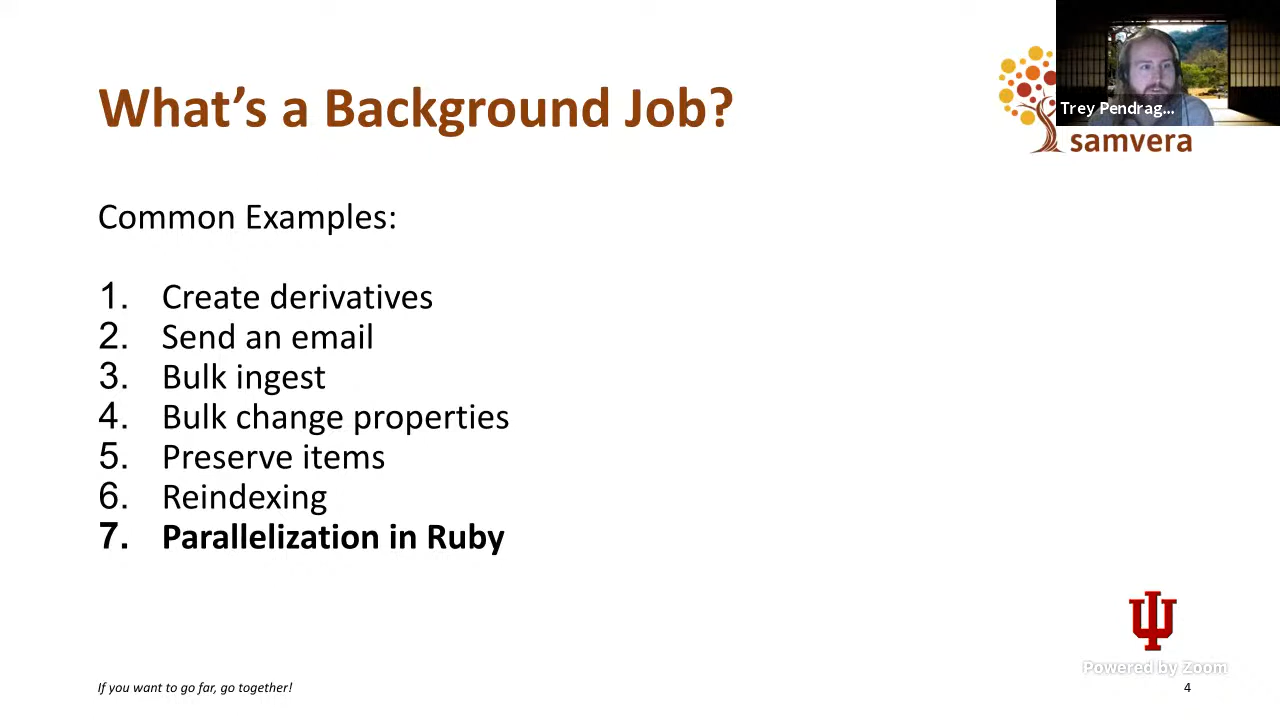 What's a Background Job?
Trey Pendrag...
samvera
Common Examples:
1. Create derivatives
2. Send an email
3. Bulk ingest
4. Bulk change properties
5. Preserve items
6. Reindexing
7. Parallelization in Ruby
Powered by Zoom
If you want to go far, go together!
4